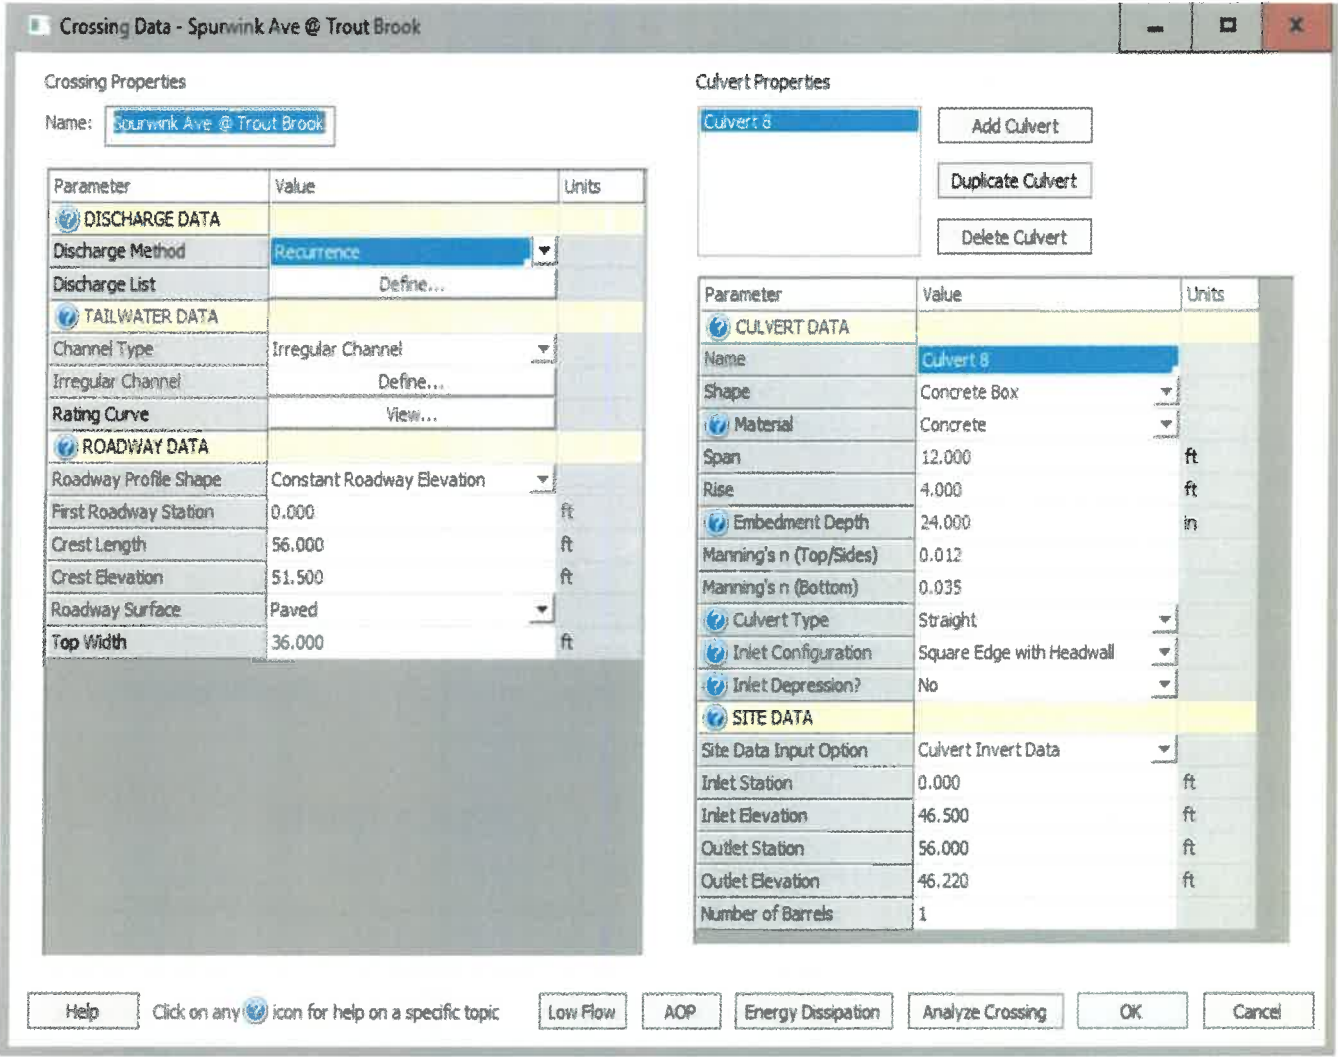 Crossing Data - Spurwink Ave @ Trout Brook
Crossing Properties
Name: Spurwink Ave @ Trout Brook
Parameter Value Units
DISCHARGE DATA
Discharge Method Recurrence
Discharge List Define...
TAILWATER DATA
Channel Type Irregular Channel
Irregular Channel Define...
Rating Curve View...
ROADWAY DATA
Roadway Profile Shape Constant Roadway Elevation
First Roadway Station 0.000 ft
Crest Length 56.000 ft
Crest Elevation 51.500 ft
Roadway Surface Paved
Top Width 36.000 ft
Culvert Properties
Culvert 8
Add Culvert
Duplicate Culvert
Delete Culvert
Parameter Value Units
CULVERT DATA
Name Culvert 8
Shape Concrete Box
Material Concrete
Span 12.000 ft
Rise 4.000 ft
Embedment Depth 24.000 in
Manning's n (Top/Sides) 0.012
Manning's n (Bottom) 0.035
Culvert Type Straight
Inlet Configuration Square Edge with Headwall
Inlet Depression? No
SITE DATA
Site Data Input Option Culvert Invert Data
Inlet Station 0.000 ft
Inlet Elevation 46.500 ft
Outlet Station 56.000 ft
Outlet Elevation 46.220 ft
Number of Barrels 1
Help Click on any ? icon for help on a specific topic Low Flow AOP Energy Dissipation Analyze Crossing OK Cancel